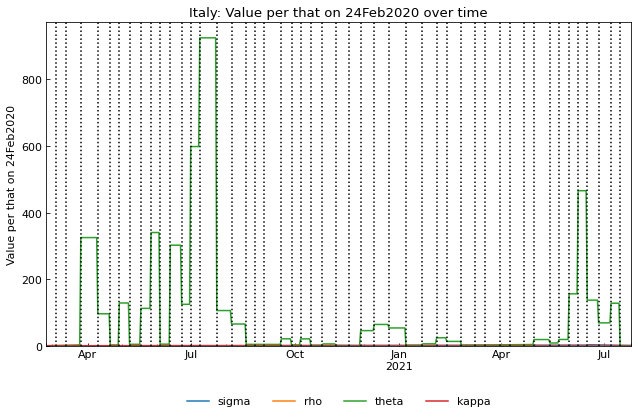 Italy: Value per that on 24Feb2020 over time
Value per that on 24Feb2020
800
600
400
200
0
Apr Jul Oct Jan Apr Jul
2021
sigma rho theta kappa